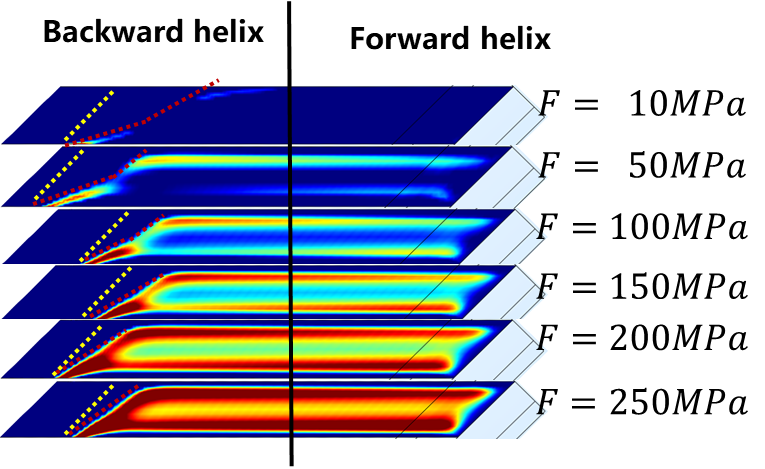 Backward helix
Forward helix
F = 10MPa
F = 50MPa
F = 100MPa
F = 150MPa
F = 200MPa
F = 250MPa